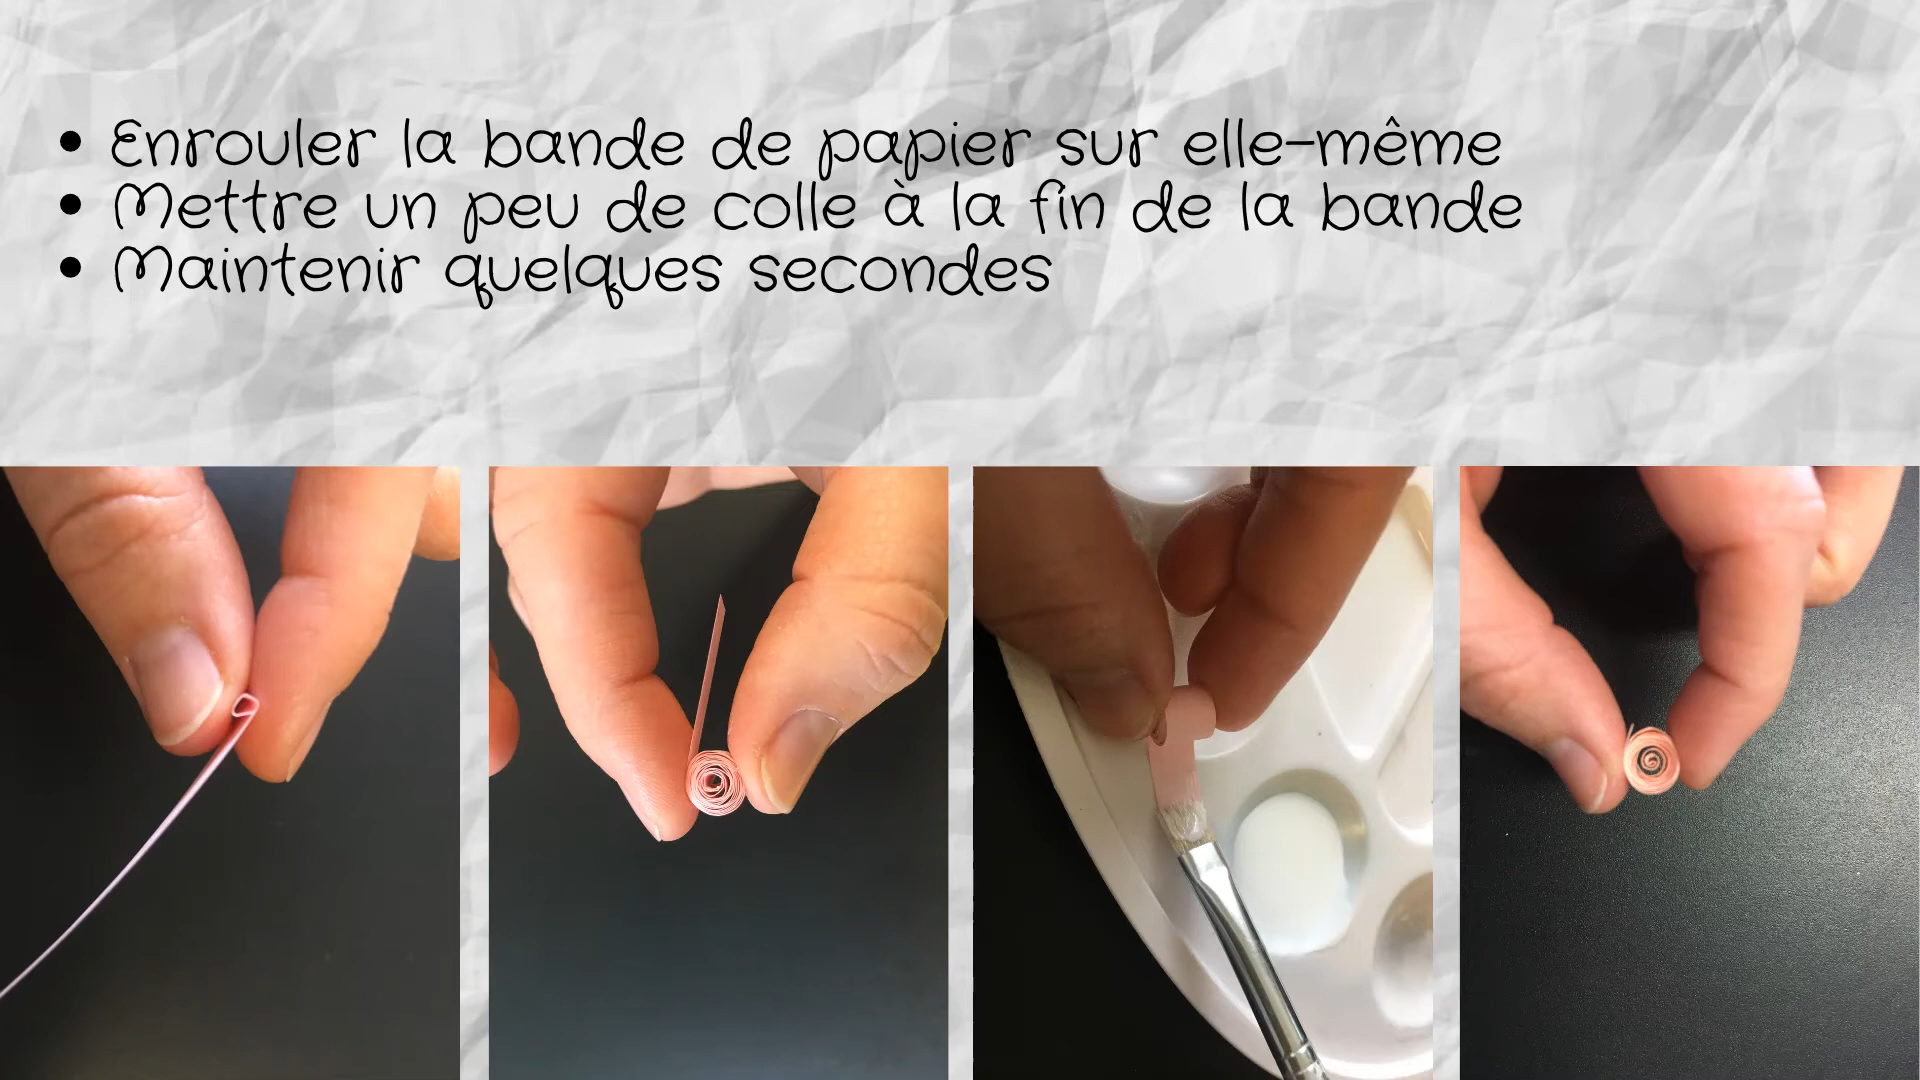 • Enrouler la bande de papier sur elle-même
• Mettre un peu de colle à la fin de la bande
• Maintenir quelques secondes